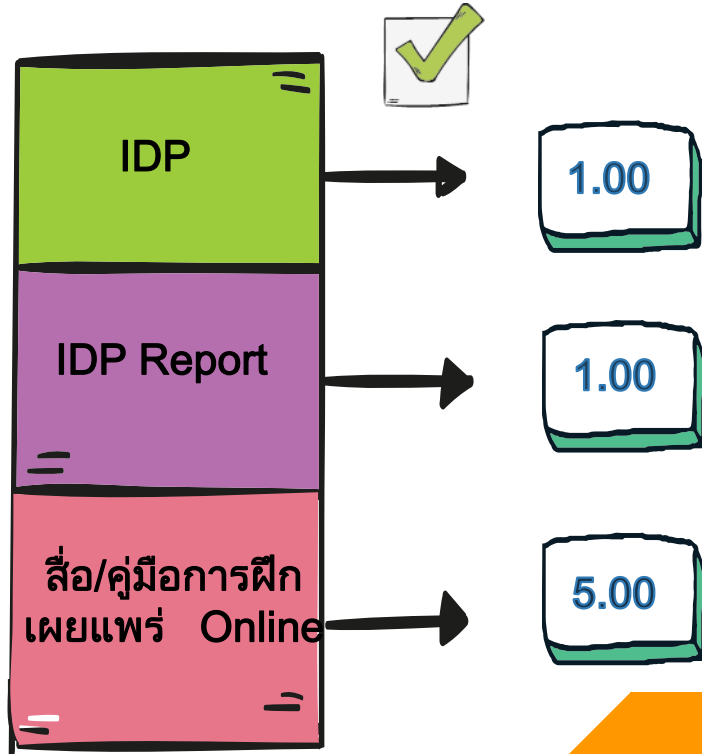 IDP
1.00
IDP Report
1.00
สื่อ/คู่มือการฝึก
เผยแพร่ Online
5.00